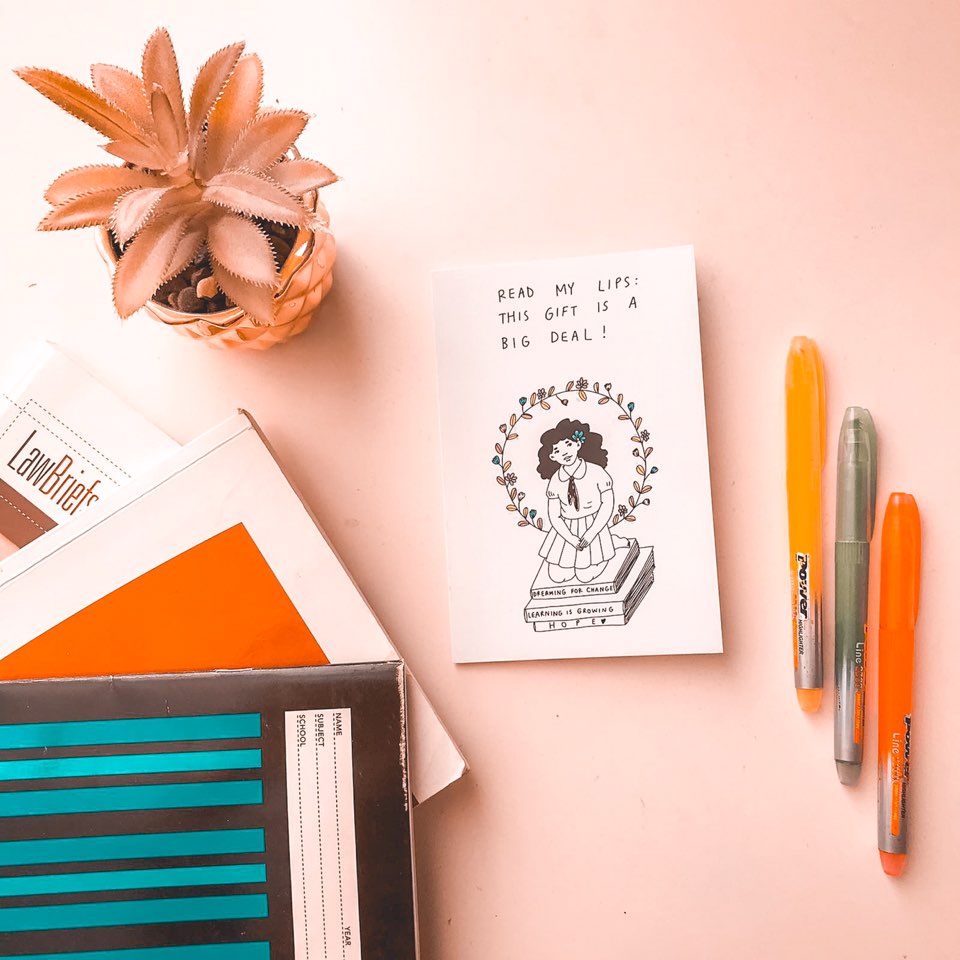 READ MY LIPS:
THIS GIFT IS A
BIG DEAL!
DREAMING FOR CHANGE
LEARNING IS GROWING
HOPE♥
LawBriefs
NAME
SUBJECT
SCHOOL
YEAR
Power
HIGHLIGHTER
Line
Power
HIGHLIGHTER
Line